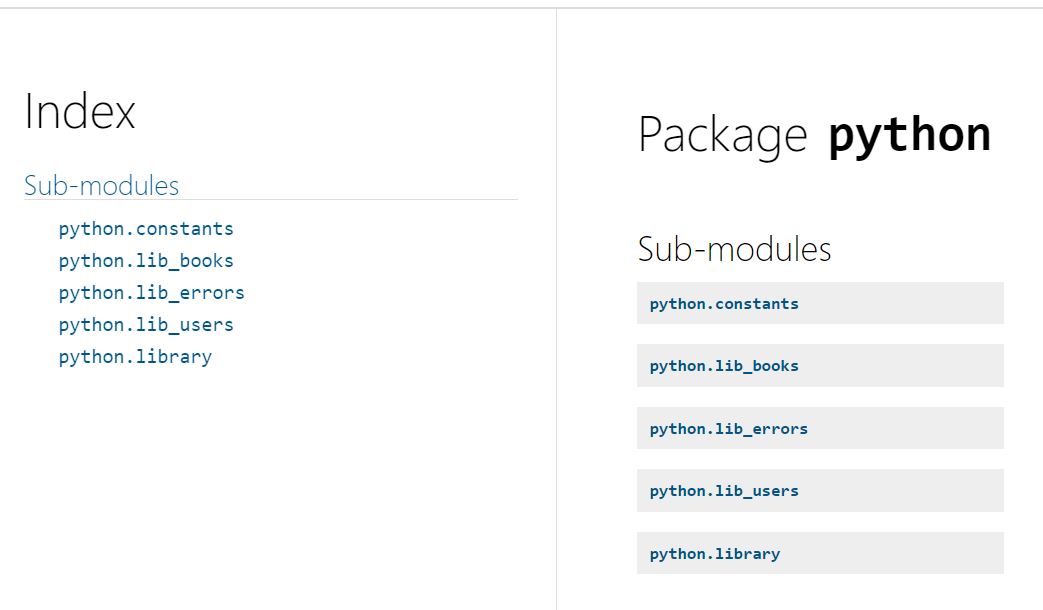 Index
Sub-modules
python.constants
python.lib_books
python.lib_errors
python.lib_users
python.library
Package python
Sub-modules
python.constants
python.lib_books
python.lib_errors
python.lib_users
python.library